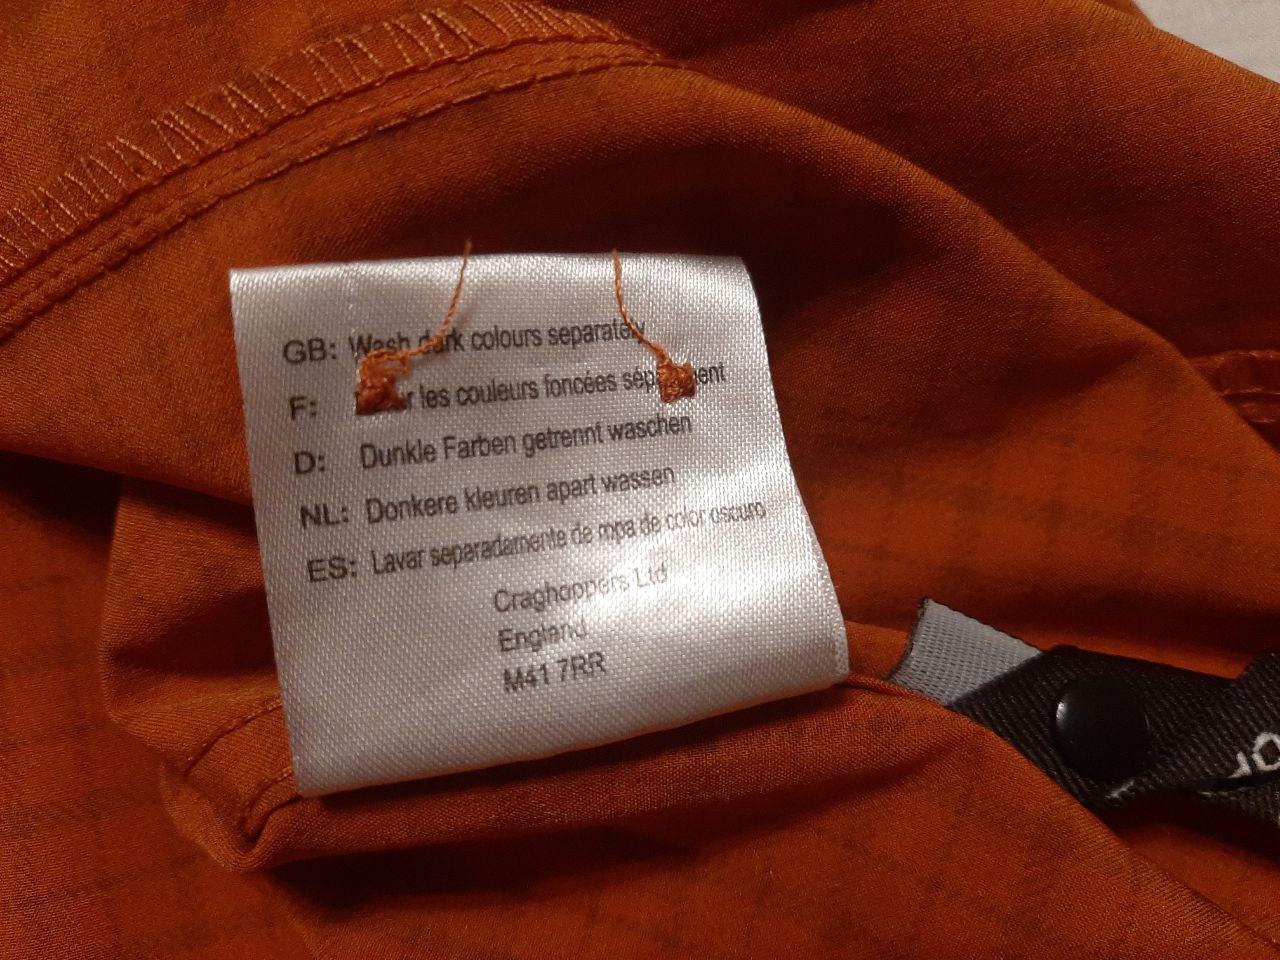 GB: Wash dark colours separately
F: les couleurs foncées
D: Dunkle Farben getrennt waschen
NL: Donkere kleuren apart wassen
ES: Lavar separadamente de mpa de color oscuro
Craghoppers Ltd
England
M41 7RR